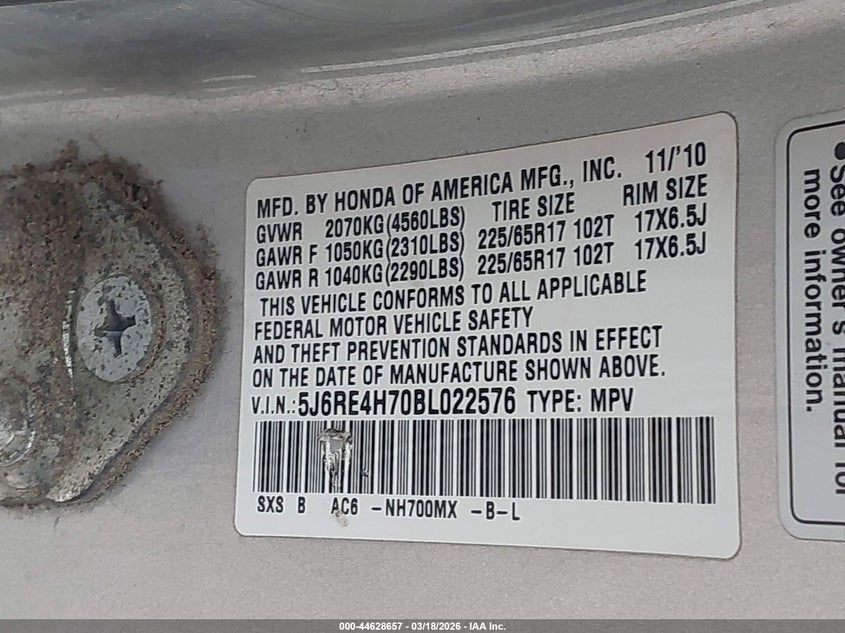 MFD. BY HONDA OF AMERICA MFG., INC. 11/'10
GVWR 2070KG(4560LBS) TIRE SIZE RIM SIZE
GAWR F 1050KG(2310LBS) 225/65R17 102T 17X6.5J
GAWR R 1040KG(2290LBS) 225/65R17 102T 17X6.5J
THIS VEHICLE CONFORMS TO ALL APPLICABLE
FEDERAL MOTOR VEHICLE SAFETY
AND THEFT PREVENTION STANDARDS IN EFFECT
ON THE DATE OF MANUFACTURE SHOWN ABOVE.
V.I.N.:5J6RE4H70BL022576 TYPE: MPV
SXS B AC6 -NH700MX -B-L
•See owner's manual for
more information.
000-44628657 - 03/18/2026 - IAA Inc.